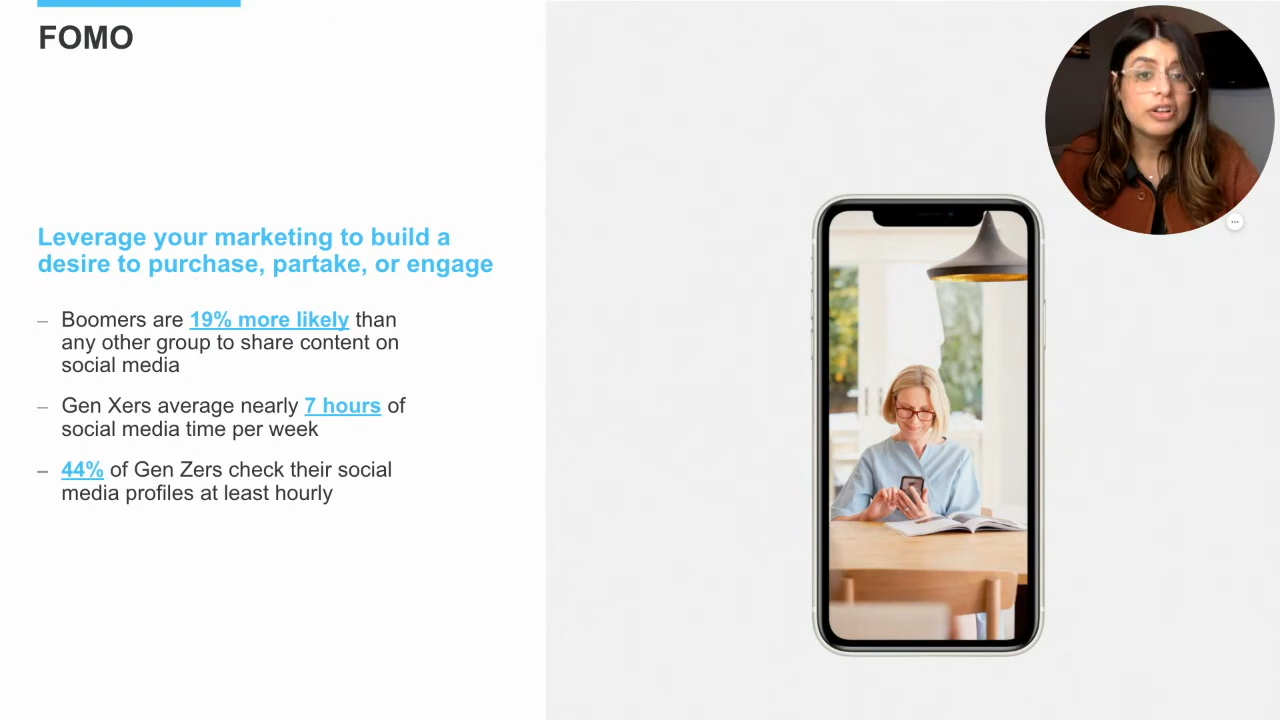 FOMO
Leverage your marketing to build a
desire to purchase, partake, or engage
– Boomers are 19% more likely than
any other group to share content on
social media
– Gen Xers average nearly 7 hours of
social media time per week
– 44% of Gen Zers check their social
media profiles at least hourly